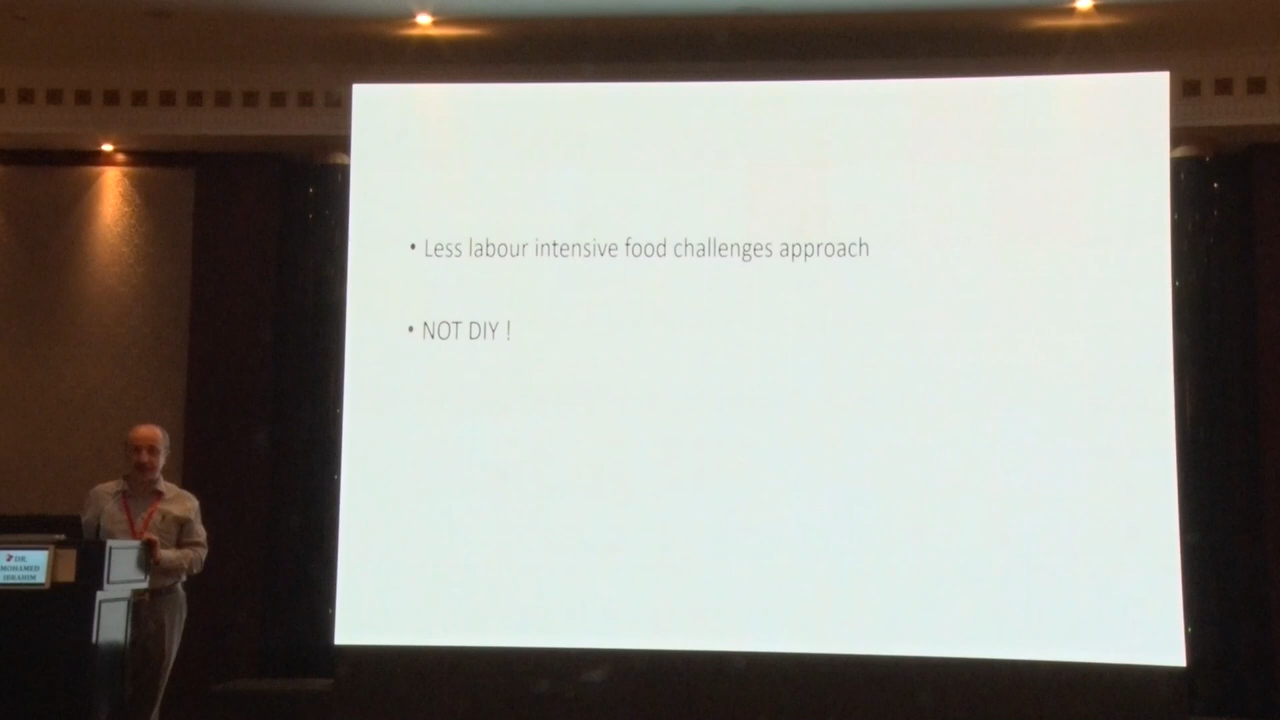 • Less labour intensive food challenges approach
• NOT DIY !
DR.
MOHAMED
IBRAHIM